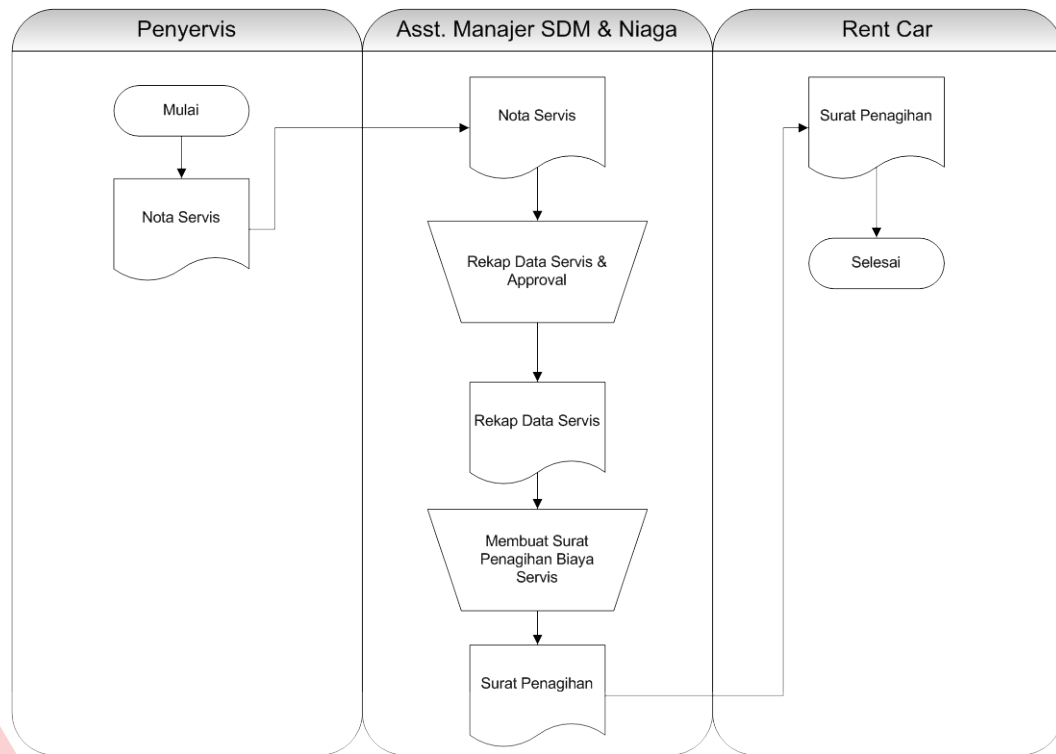 Penyervis
Asst. Manajer SDM & Niaga
Rent Car
Mulai
Nota Servis
Nota Servis
Rekap Data Servis &
Approval
Rekap Data Servis
Membuat Surat
Penagihan Biaya
Servis
Surat Penagihan
Surat Penagihan
Selesai